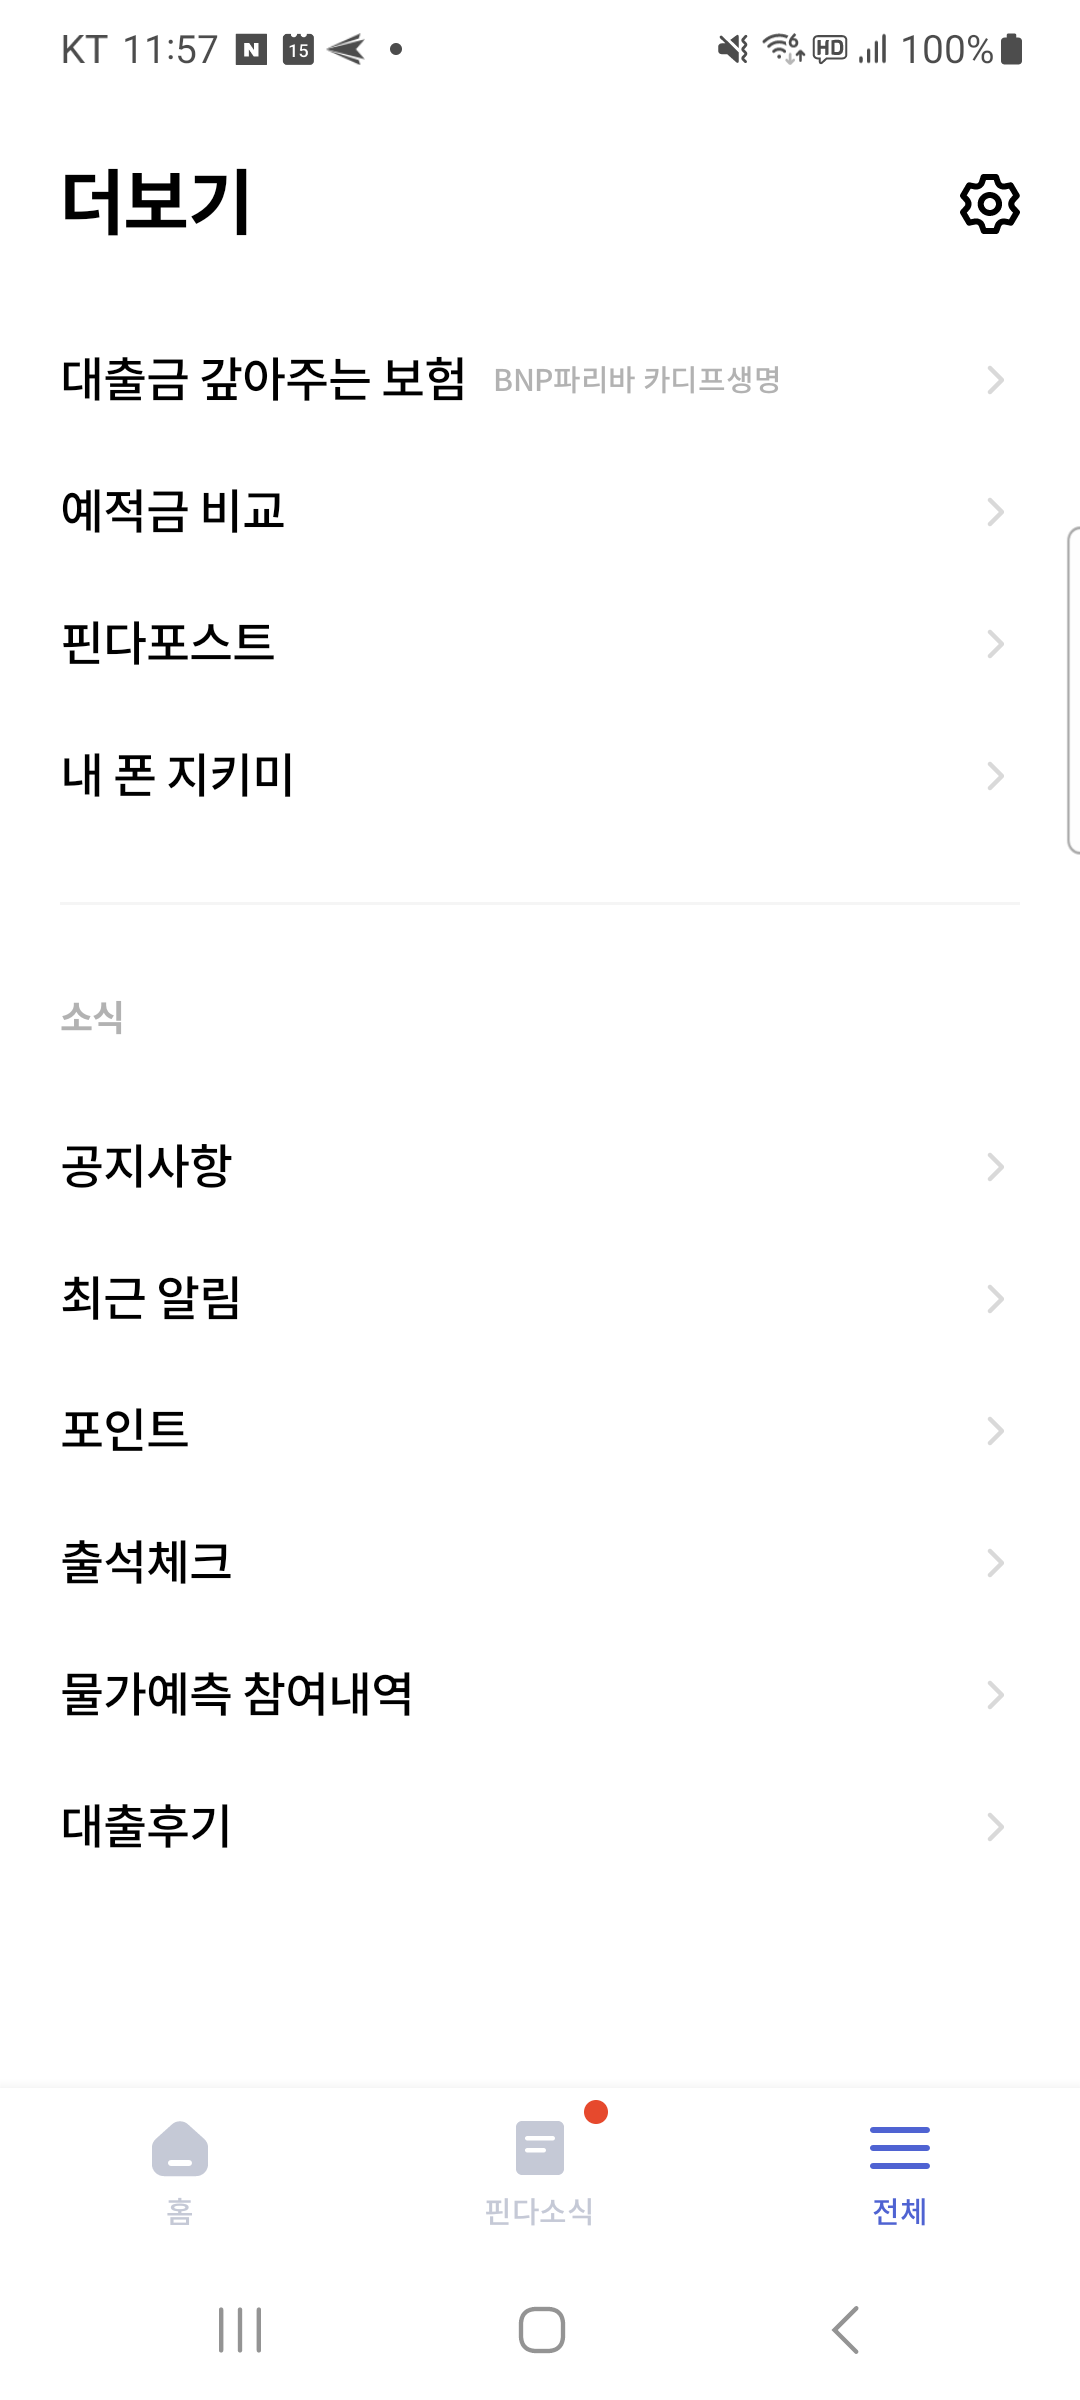 KT 11:57 N 15 6 HD 100%
더보기
대출금 갚아주는 보험 BNP파리바 카디프생명
예적금 비교
핀다포스트
내 폰 지키미
소식
공지사항
최근 알림
포인트
출석체크
물가예측 참여내역
대출후기
홈 핀다소식 전체